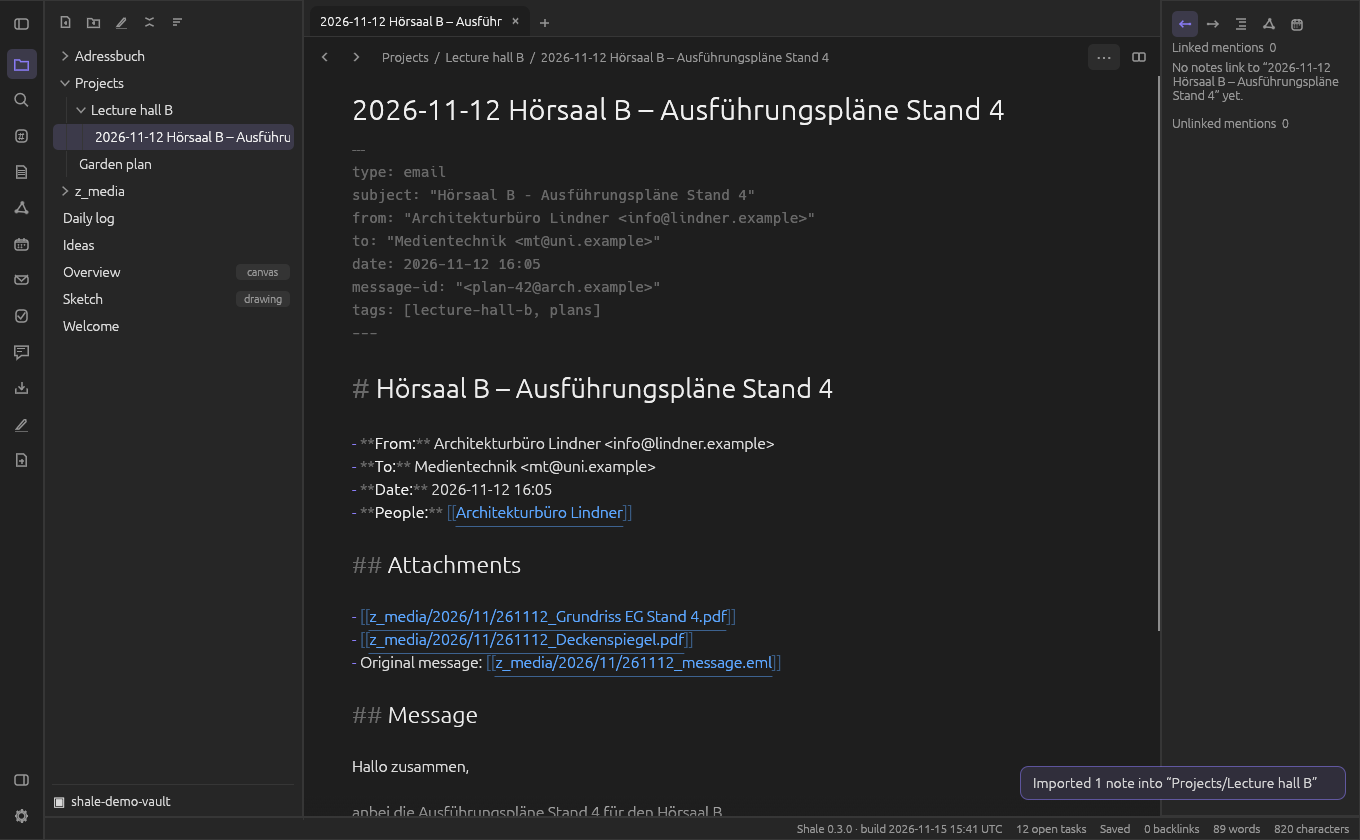 Adressbuch
Projects
Lecture hall B
2026-11-12 Hörsaal B – Ausführu
Garden plan
z_media
Daily log
Ideas
Overview canvas
Sketch drawing
Welcome
shale-demo-vault
2026-11-12 Hörsaal B – Ausführ ×
Projects / Lecture hall B / 2026-11-12 Hörsaal B – Ausführungspläne Stand 4
2026-11-12 Hörsaal B – Ausführungspläne Stand 4
---
type: email
subject: "Hörsaal B - Ausführungspläne Stand 4"
from: "Architekturbüro Lindner <info@lindner.example>"
to: "Medientechnik <mt@uni.example>"
date: 2026-11-12 16:05
message-id: "<plan-42@arch.example>"
tags: [lecture-hall-b, plans]
---
# Hörsaal B – Ausführungspläne Stand 4
- **From:** Architekturbüro Lindner <info@lindner.example>
- **To:** Medientechnik <mt@uni.example>
- **Date:** 2026-11-12 16:05
- **People:** [[Architekturbüro Lindner]]
## Attachments
- [[z_media/2026/11/261112_Grundriss EG Stand 4.pdf]]
- [[z_media/2026/11/261112_Deckenspiegel.pdf]]
- Original message: [[z_media/2026/11/261112_message.eml]]
## Message
Hallo zusammen,
anbei die Ausführungspläne Stand 4 für den Hörsaal B.
Linked mentions 0
No notes link to “2026-11-12
Hörsaal B – Ausführungspläne
Stand 4” yet.
Unlinked mentions 0
Imported 1 note into “Projects/Lecture hall B”
Shale 0.3.0 · build 2026-11-15 15:41 UTC 12 open tasks Saved 0 backlinks 89 words 820 characters